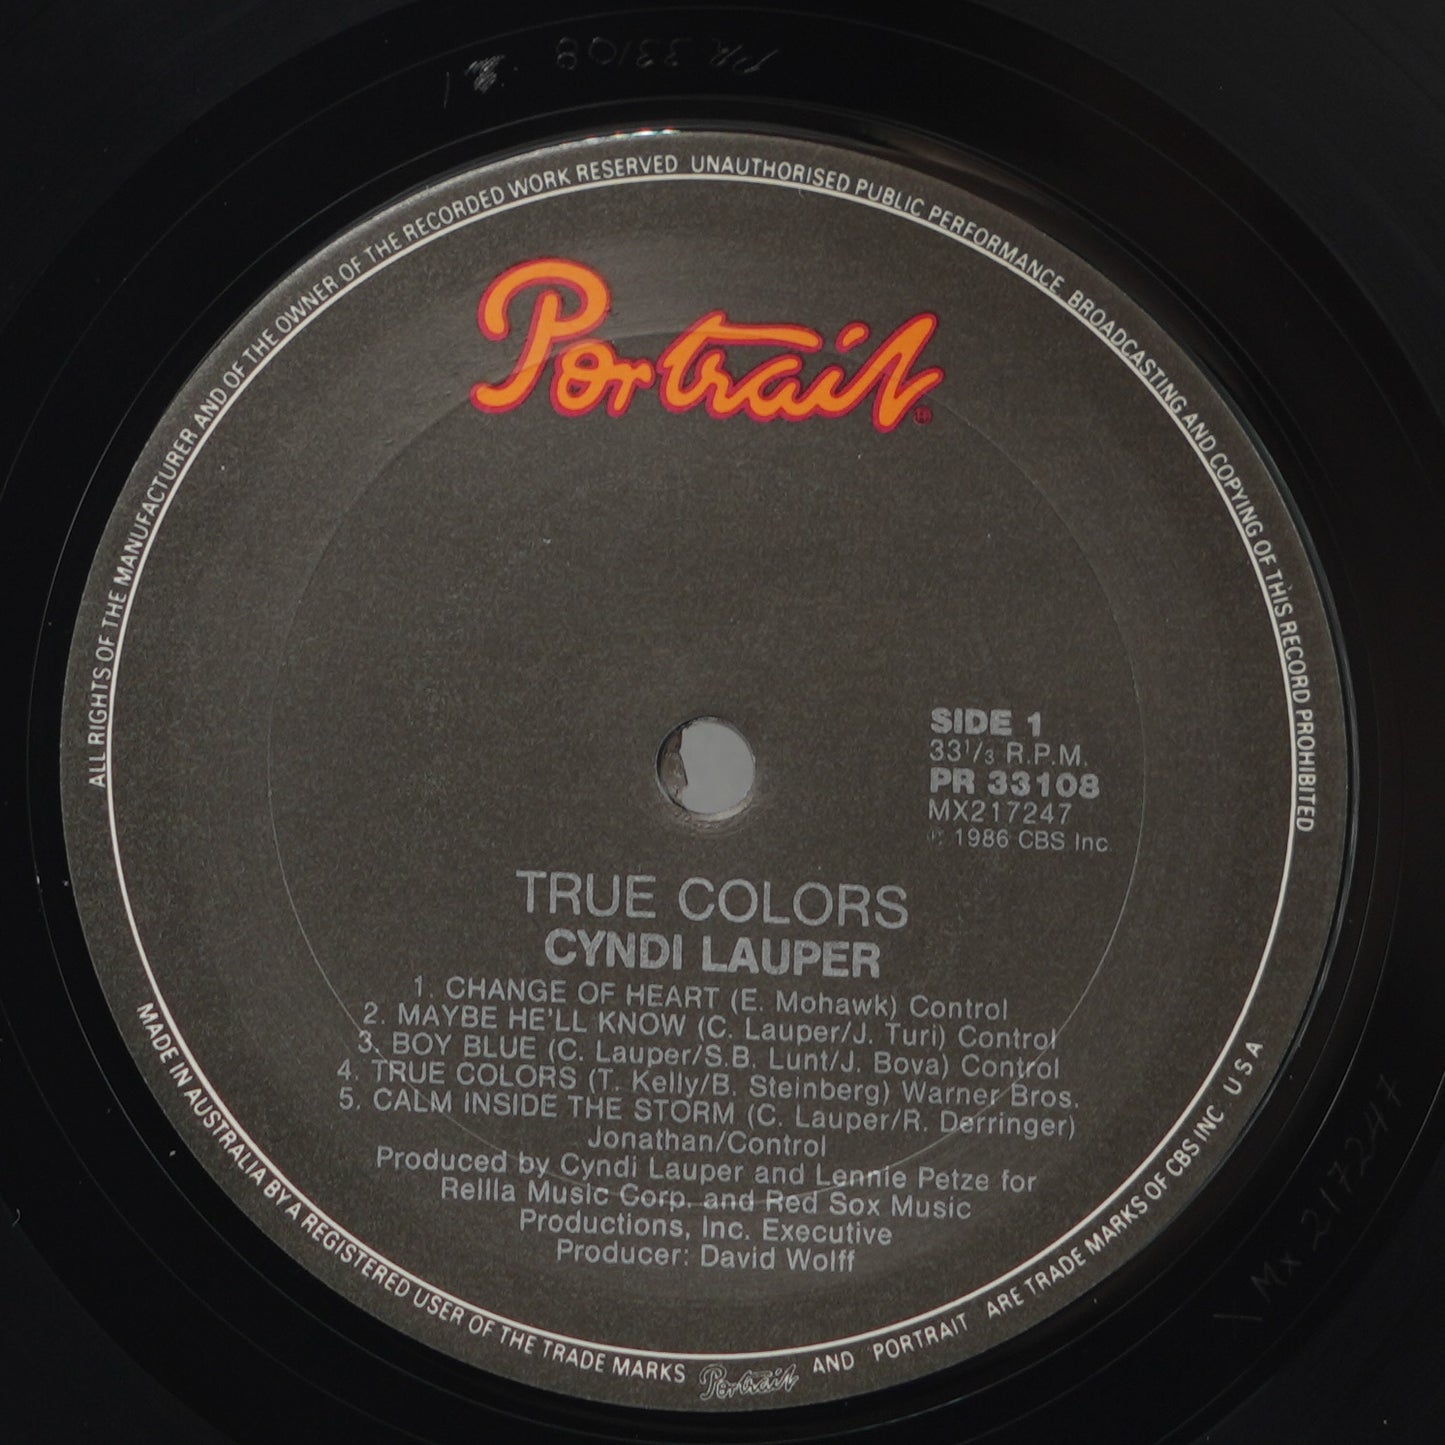 PR 33108
ALL RIGHTS OF THE MANUFACTURER AND OF THE OWNER OF THE RECORDED WORK RESERVED UNAUTHORISED PUBLIC PERFORMANCE BROADCASTING AND COPYING OF THIS RECORD PROHIBITED
Portrait
SIDE 1
33 1/3 R.P.M.
PR 33108
MX217247
℗ 1986 CBS Inc.
TRUE COLORS
CYNDI LAUPER
1. CHANGE OF HEART (E. Mohawk) Control
2. MAYBE HE'LL KNOW (C. Lauper/J. Turi) Control
3. BOY BLUE (C. Lauper/S.B. Lunt/J. Bova) Control
4. TRUE COLORS (T. Kelly/B. Steinberg) Warner Bros.
5. CALM INSIDE THE STORM (C. Lauper/R. Derringer)
Jonathan/Control
Produced by Cyndi Lauper and Lennie Petze for
Rellla Music Corp. and Red Sox Music
Productions, Inc. Executive
Producer: David Wolff
MADE IN AUSTRALIA BY A REGISTERED USER OF THE TRADE MARKS Portrait AND PORTRAIT ARE TRADE MARKS OF CBS INC U S A
MX 217247